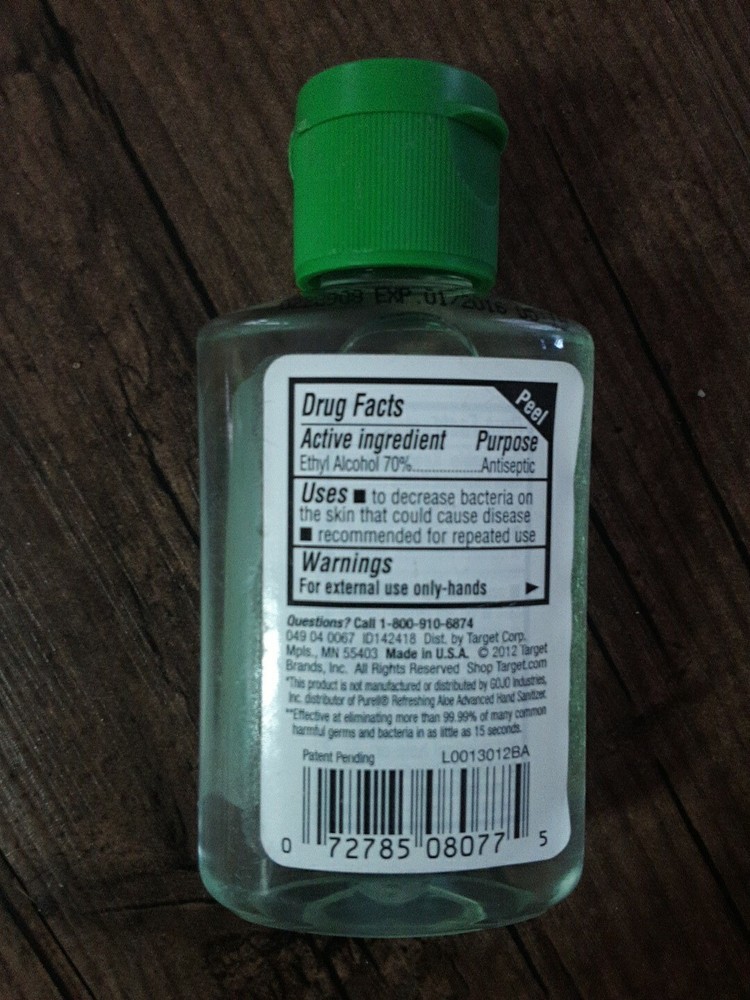 EXP.01/2016
Peel
Drug Facts
Active ingredient Purpose
Ethyl Alcohol 70%......................Antiseptic
Uses ■ to decrease bacteria on
the skin that could cause disease
■ recommended for repeated use
Warnings
For external use only-hands ►
Questions? Call 1-800-910-6874
049 04 0067 ID142418 Dist. by Target Corp.
Mpls., MN 55403 Made in U.S.A. © 2012 Target
Brands, Inc. All Rights Reserved Shop Target.com
*This product is not manufactured or distributed by GOJO Industries,
Inc. distributor of Purell® Refreshing Aloe Advanced Hand Sanitizer.
**Effective at eliminating more than 99.99% of many common
harmful germs and bacteria in as little as 15 seconds.
Patent Pending L0013012BA
0 72785 08077 5